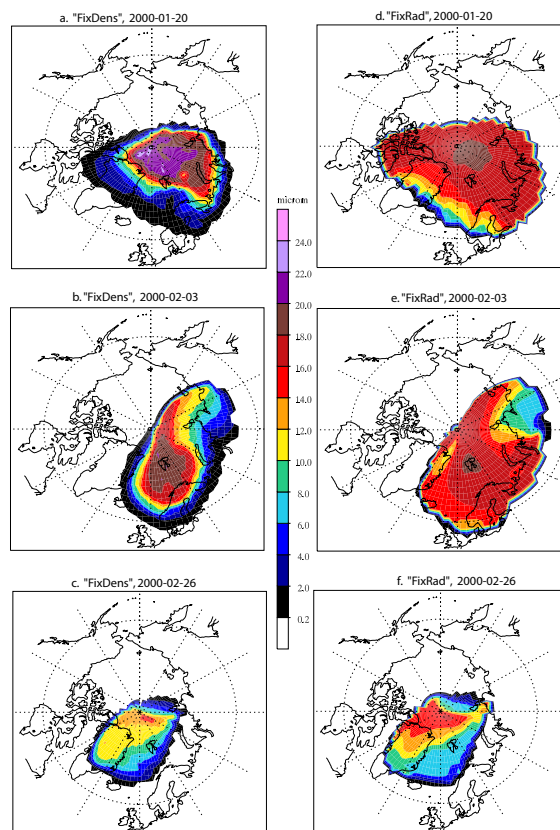 a. "FixDens", 2000-01-20
d. "FixRad", 2000-01-20
microm
24.0
22.0
20.0
18.0
16.0
14.0
12.0
10.0
8.0
6.0
4.0
2.0
0.2
b. "FixDens", 2000-02-03
e. "FixRad", 2000-02-03
c. "FixDens", 2000-02-26
f. "FixRad", 2000-02-26